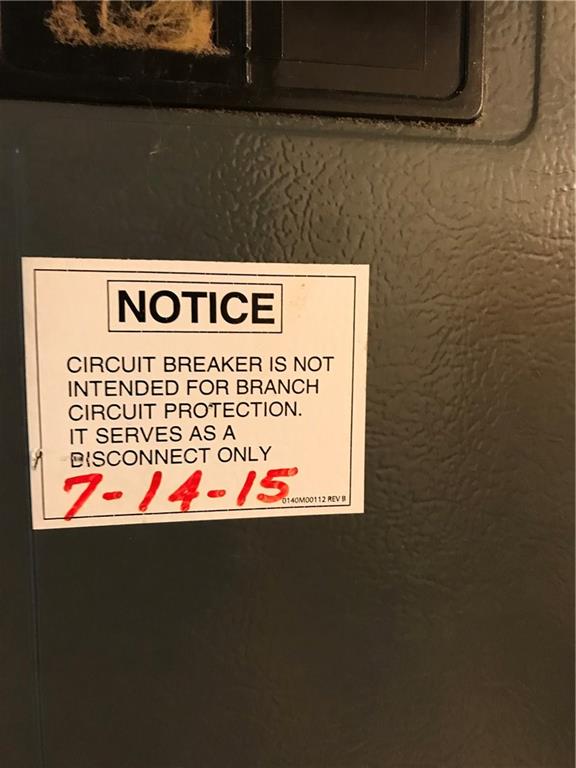 NOTICE
CIRCUIT BREAKER IS NOT
INTENDED FOR BRANCH
CIRCUIT PROTECTION.
IT SERVES AS A
DISCONNECT ONLY
7-14-15
0140M00112 REV B